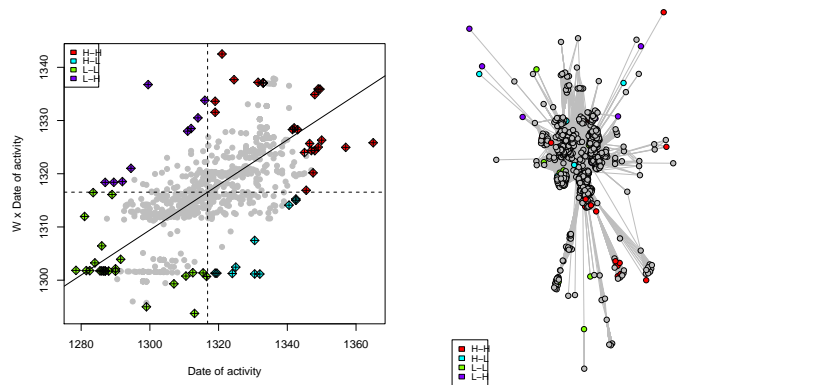 H-H
H-L
L-L
L-H
1340
1330
1320
1310
1300
W x Date of activity
1280 1300 1320 1340 1360
Date of activity
H-H
H-L
L-L
L-H